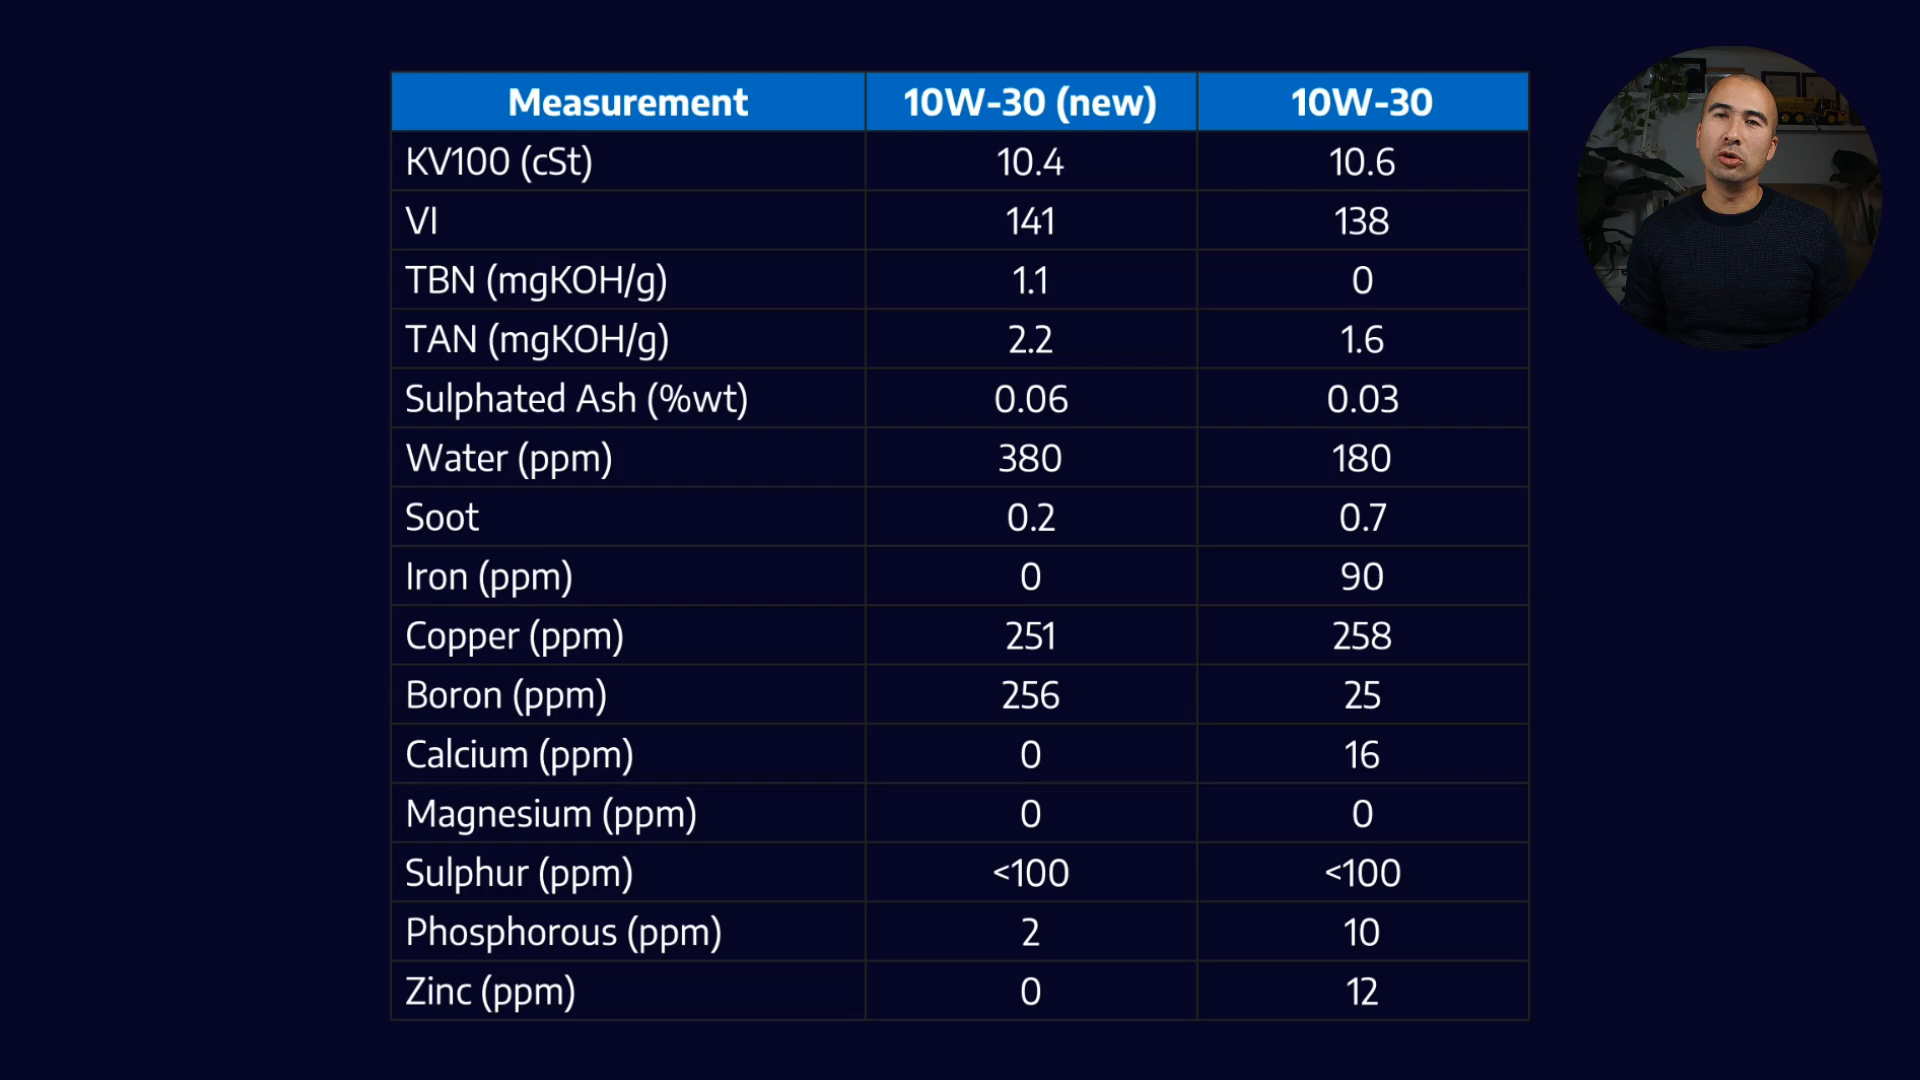 Measurement 10W-30 (new) 10W-30
KV100 (cSt) 10.4 10.6
VI 141 138
TBN (mgKOH/g) 1.1 0
TAN (mgKOH/g) 2.2 1.6
Sulphated Ash (%wt) 0.06 0.03
Water (ppm) 380 180
Soot 0.2 0.7
Iron (ppm) 0 90
Copper (ppm) 251 258
Boron (ppm) 256 25
Calcium (ppm) 0 16
Magnesium (ppm) 0 0
Sulphur (ppm) <100 <100
Phosphorous (ppm) 2 10
Zinc (ppm) 0 12